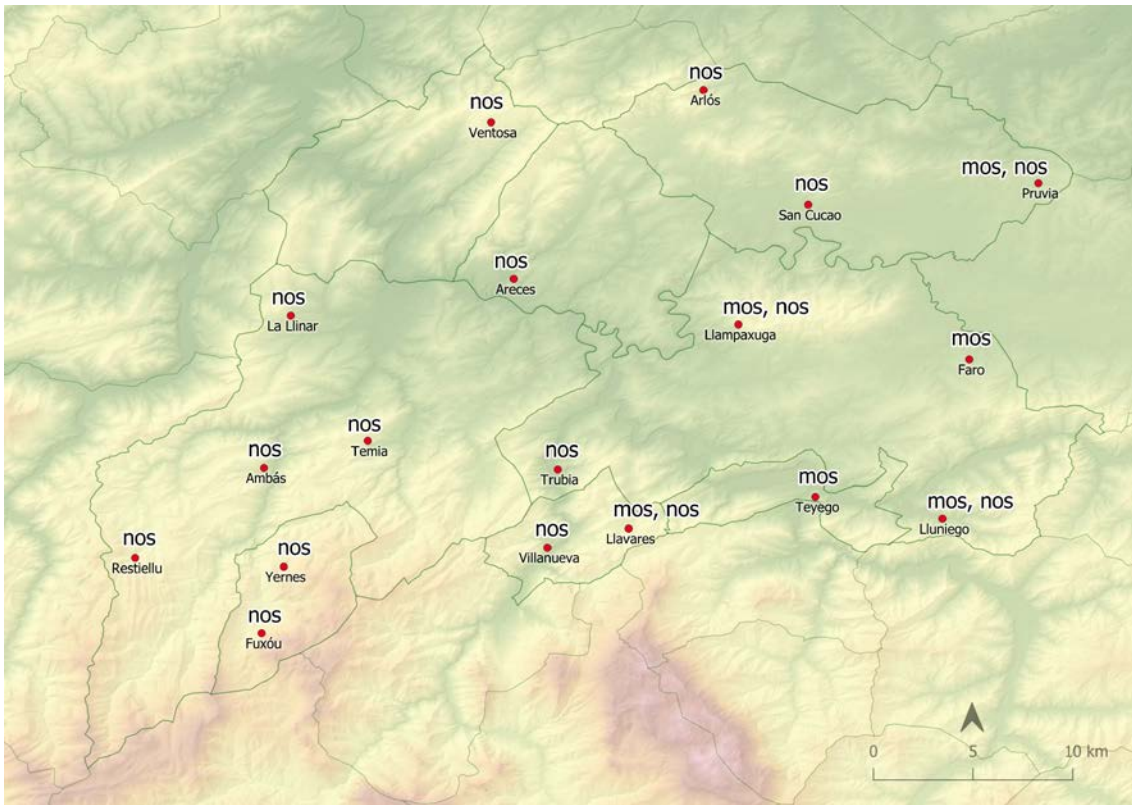 nos
Arlós
nos
Ventosa
mos, nos
Pruvia
nos
San Cucao
nos
Areces
nos
La Llinar
mos, nos
Llampaxuga
mos
Faro
nos
Temia
nos
Ambás
nos
Trubia
mos
Teyego
mos, nos
Llavares
mos, nos
Lluniego
nos
Villanueva
nos
Restiellu
nos
Yernes
nos
Fuxóu
0 5 10 km